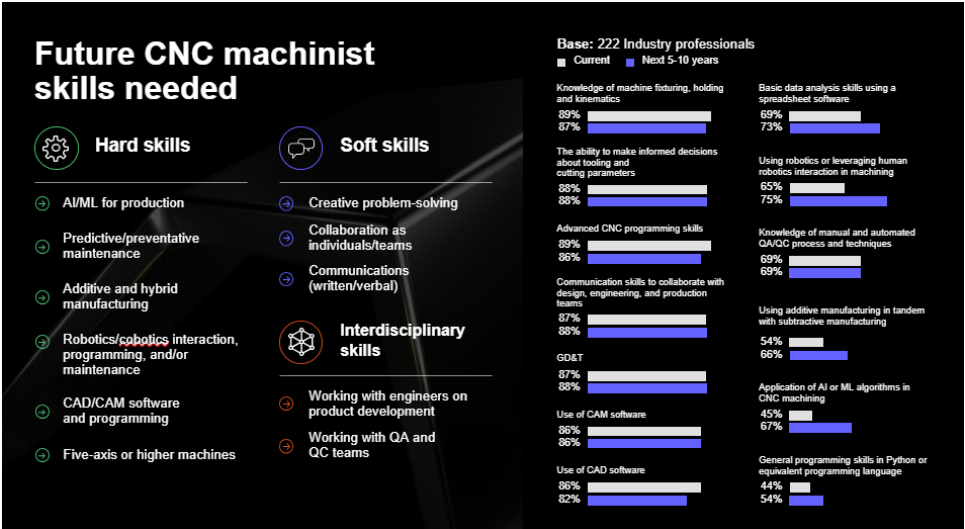 Future CNC machinist
skills needed
Hard skills
AI/ML for production
Predictive/preventative
maintenance
Additive and hybrid
manufacturing
Robotics/cobotics interaction,
programming, and/or
maintenance
CAD/CAM software
and programming
Five-axis or higher machines
Soft skills
Creative problem-solving
Collaboration as
individuals/teams
Communications
(written/verbal)
Interdisciplinary
skills
Working with engineers on
product development
Working with QA and
QC teams
Base: 222 Industry professionals
Current
Next 5-10 years
Knowledge of machine fixturing, holding
and kinematics
89%
87%
The ability to make informed decisions
about tooling and
cutting parameters
88%
88%
Advanced CNC programming skills
89%
86%
Communication skills to collaborate with
design, engineering, and production
teams
87%
88%
GD&T
87%
88%
Use of CAM software
86%
86%
Use of CAD software
86%
82%
Basic data analysis skills using a
spreadsheet software
69%
73%
Using robotics or leveraging human
robotics interaction in machining
65%
75%
Knowledge of manual and automated
QA/QC process and techniques
69%
69%
Using additive manufacturing in tandem
with subtractive manufacturing
54%
66%
Application of AI or ML algorithms in
CNC machining
45%
67%
General programming skills in Python or
equivalent programming language
44%
54%